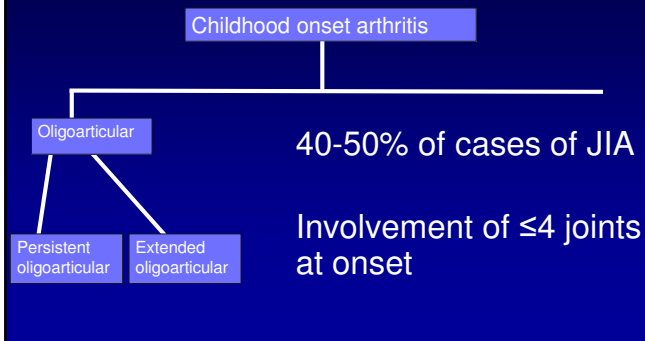 Childhood onset arthritis
Oligoarticular
40-50% of cases of JIA
Involvement of ≤4 joints
at onset
Persistent
oligoarticular
Extended
oligoarticular